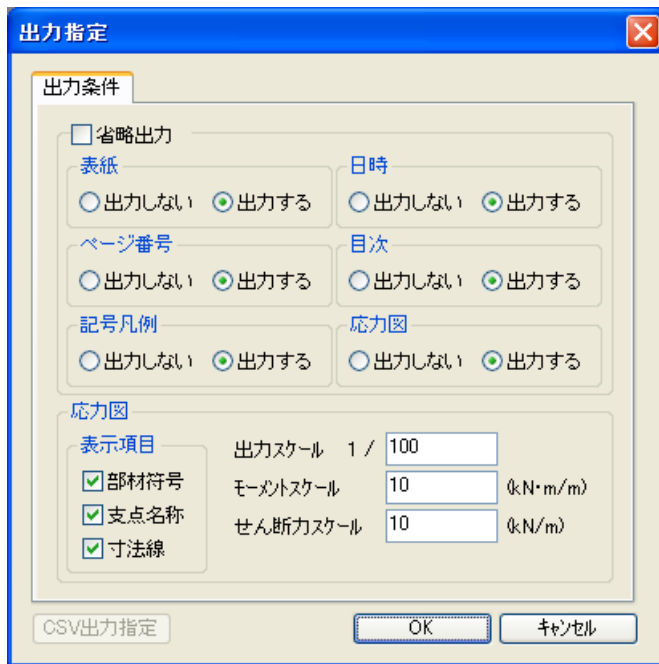 出力指定
出力条件
省略出力
表紙
出力しない 出力する
日時
出力しない 出力する
ページ番号
出力しない 出力する
目次
出力しない 出力する
記号凡例
出力しない 出力する
応力図
出力しない 出力する
応力図
表示項目
部材符号
支点名称
寸法線
出力スケール 1 / 100
モーメントスケール 10 (kN・m/m)
せん断力スケール 10 (kN/m)
CSV出力指定 OK キャンセル